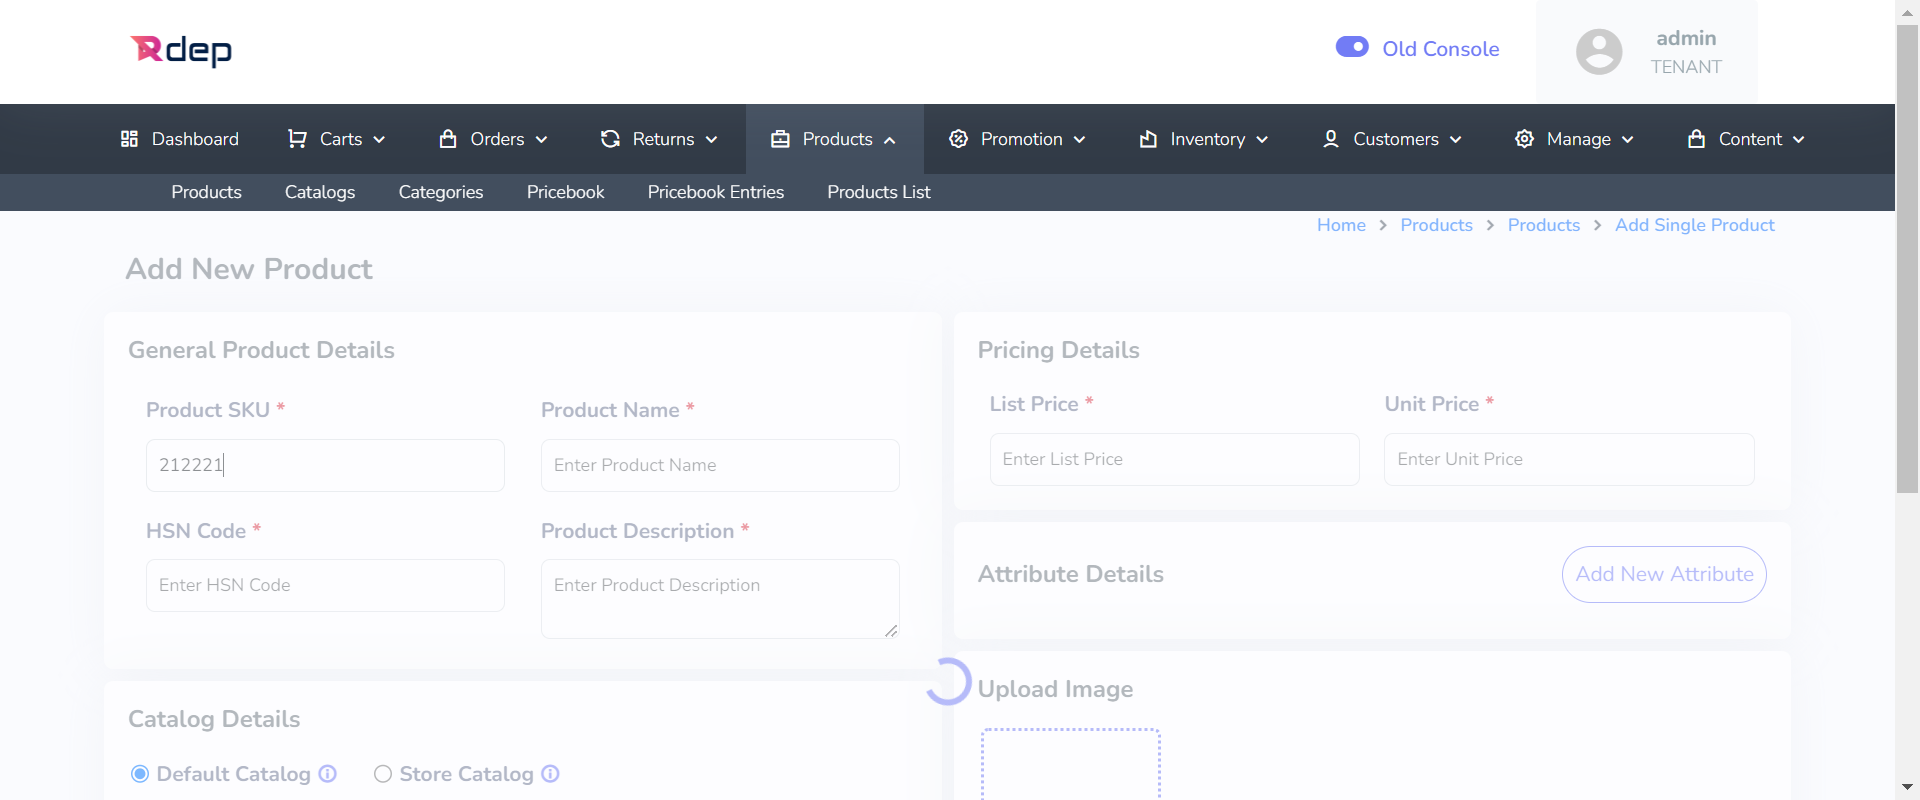 Rdep
Old Console
admin
TENANT
Dashboard Carts Orders Returns Products Promotion Inventory Customers Manage Content
Products Catalogs Categories Pricebook Pricebook Entries Products List
Home > Products > Products > Add Single Product
Add New Product
General Product Details
Product SKU * Product Name *
212221 Enter Product Name
HSN Code * Product Description *
Enter HSN Code Enter Product Description
Catalog Details
Default Catalog Store Catalog
Pricing Details
List Price * Unit Price *
Enter List Price Enter Unit Price
Attribute Details Add New Attribute
Upload Image